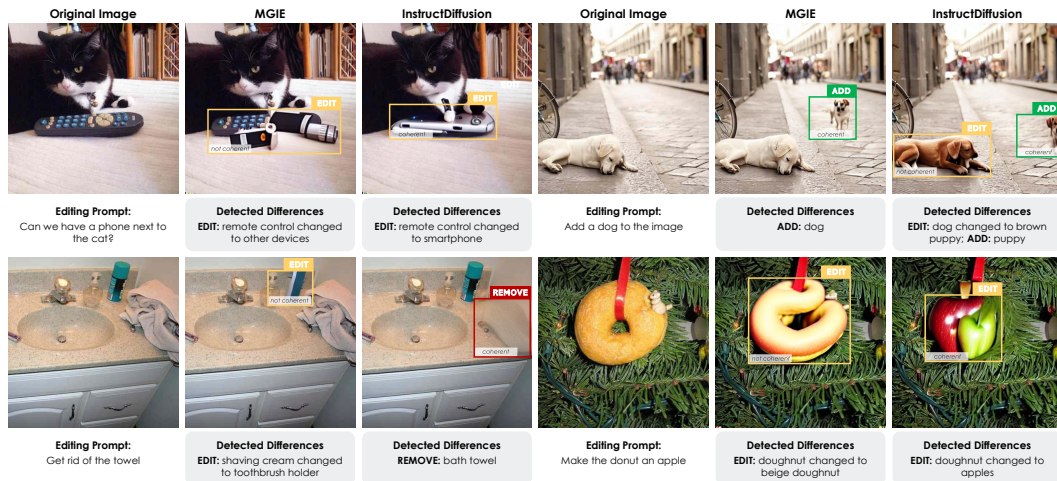 Original Image
MGIE
InstructDiffusion
Original Image
MGIE
InstructDiffusion
EDIT
not coherent
EDIT
EDIT
coherent
ADD
coherent
EDIT
not coherent
ADD
coherent
Editing Prompt:
Can we have a phone next to
the cat?
Detected Differences
EDIT: remote control changed
to other devices
Detected Differences
EDIT: remote control changed
to smartphone
Editing Prompt:
Add a dog to the image
Detected Differences
ADD: dog
Detected Differences
EDIT: dog changed to brown
puppy; ADD: puppy
EDIT
not coherent
REMOVE
coherent
EDIT
not coherent
EDIT
coherent
Editing Prompt:
Get rid of the towel
Detected Differences
EDIT: shaving cream changed
to toothbrush holder
Detected Differences
REMOVE: bath towel
Editing Prompt:
Make the donut an apple
Detected Differences
EDIT: doughnut changed to
beige doughnut
Detected Differences
EDIT: doughnut changed to
apples